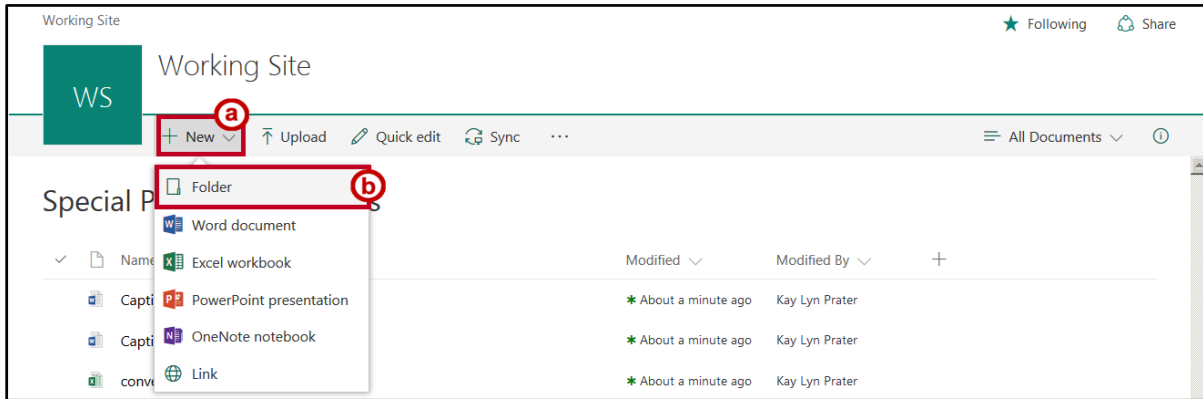 Working Site
Following Share
Working Site
WS
a
New Upload Quick edit Sync ... All Documents
Folder b
Special P s
Word document
Name Excel workbook Modified Modified By
Capti PowerPoint presentation About a minute ago Kay Lyn Prater
Capti OneNote notebook About a minute ago Kay Lyn Prater
conve Link About a minute ago Kay Lyn Prater